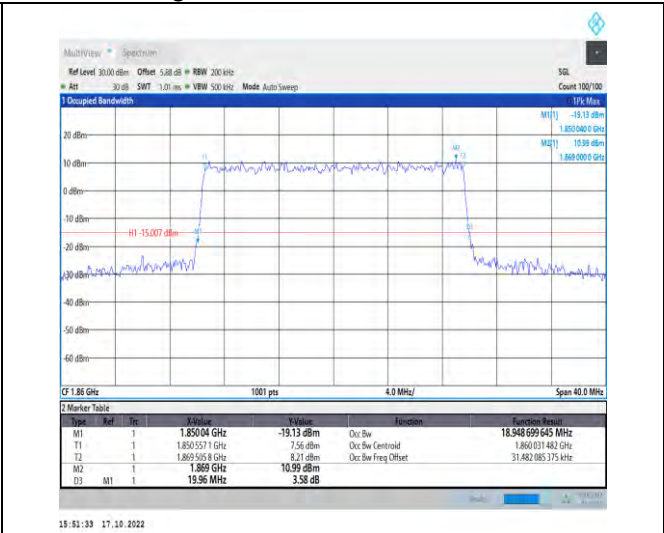 MultiView Spectrum
Ref Level 30.00 dBm Offset 5.88 dB RBW 200 kHz SGL
Att 30 dB SWT 1.01 ms VBW 500 kHz Mode Auto Sweep Count 100/100
1 Occupied Bandwidth 1Pk Max
M1[1] -19.13 dBm
1.850 040 0 GHz
M2[1] 10.99 dBm
1.869 000 0 GHz
20 dBm
M2
T1 T2
10 dBm
0 dBm
-10 dBm
H1 -15.007 dBm M1 D3
-20 dBm
-30 dBm
-40 dBm
-50 dBm
-60 dBm
CF 1.86 GHz 1001 pts 4.0 MHz/ Span 40.0 MHz
2 Marker Table
Type Ref Trc X-Value Y-Value Function Function Result
M1 1 1.85004 GHz -19.13 dBm Occ Bw 18.948 699 645 MHz
T1 1 1.850 557 1 GHz 7.56 dBm Occ Bw Centroid 1.860 031 482 GHz
T2 1 1.869 505 8 GHz 8.21 dBm Occ Bw Freq Offset 31.482 085 375 kHz
M2 1 1.869 GHz 10.99 dBm
D3 M1 1 19.96 MHz 3.58 dB
15:51:33 17.10.2022